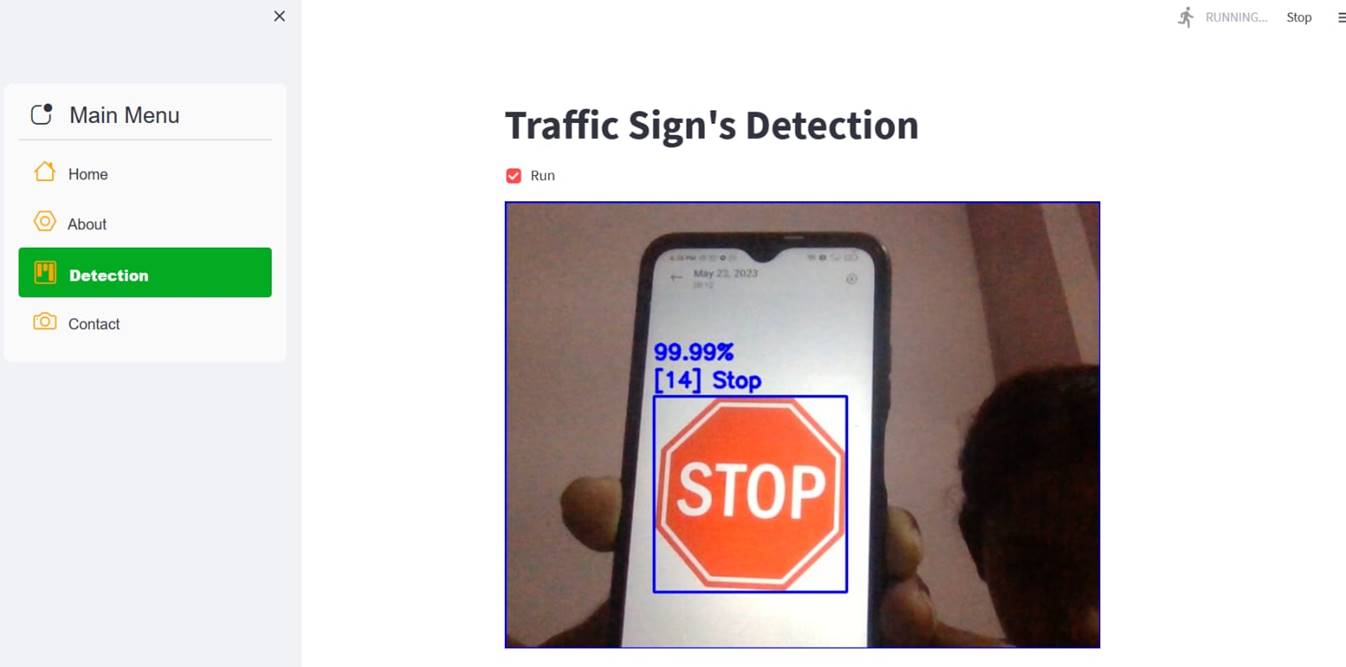 RUNNING...
Stop
Main Menu
Home
About
Detection
Contact
Traffic Sign's Detection
Run
May 23, 2023
99.99%
[14] Stop
STOP